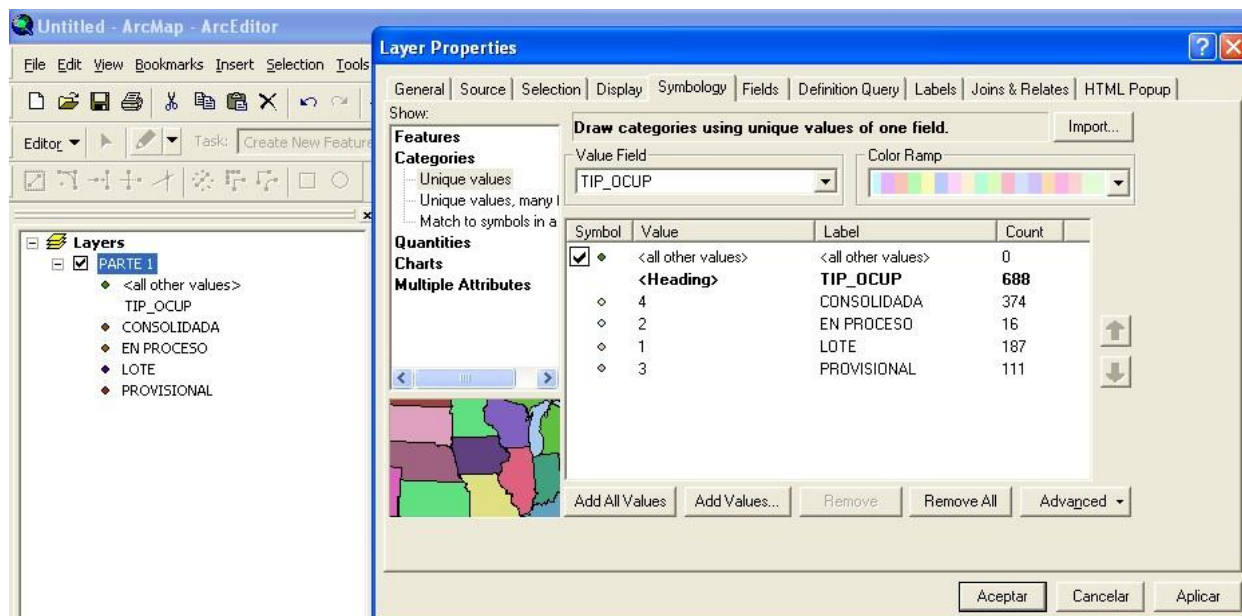 Untitled - ArcMap - ArcEditor
File Edit View Bookmarks Insert Selection Tools
Editor
Task: Create New Feature
Layers
PARTE 1
<all other values>
TIP_OCUP
CONSOLIDADA
EN PROCESO
LOTE
PROVISIONAL
Layer Properties
General Source Selection Display Symbology Fields Definition Query Labels Joins & Relates HTML Popup
Show:
Features
Categories
Unique values
Unique values, many
Match to symbols in a
Quantities
Charts
Multiple Attributes
Draw categories using unique values of one field.
Import...
Value Field
TIP_OCUP
Color Ramp
Symbol Value Label Count
<all other values> <all other values> 0
<Heading> TIP_OCUP 688
4 CONSOLIDADA 374
2 EN PROCESO 16
1 LOTE 187
3 PROVISIONAL 111
Add All Values Add Values... Remove Remove All Advanced
Aceptar Cancelar Aplicar